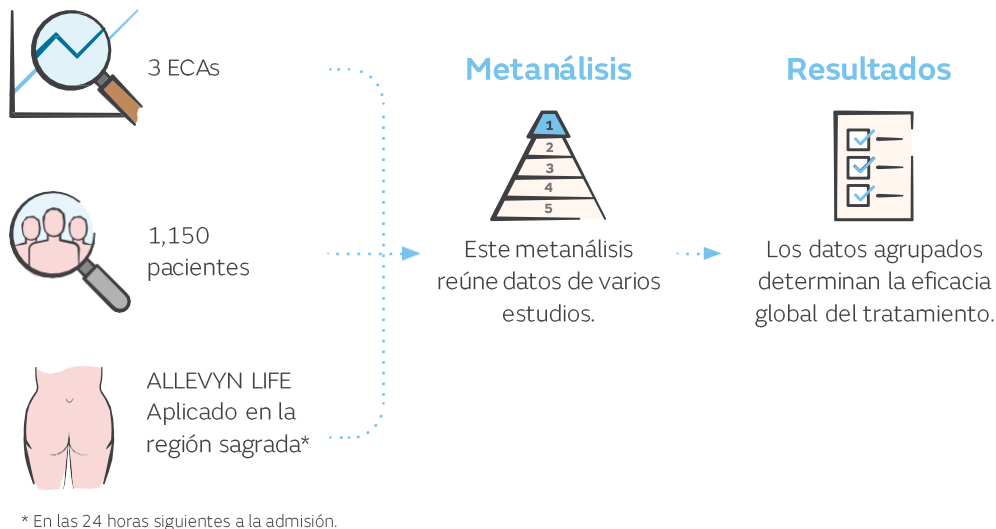 3 ECAs
1,150
pacientes
ALLEVYN LIFE
Aplicado en la
región sagrada*
Metanálisis
1
2
3
4
5
Este metanálisis
reúne datos de varios
estudios.
Resultados
Los datos agrupados
determinan la eficacia
global del tratamiento.
* En las 24 horas siguientes a la admisión.